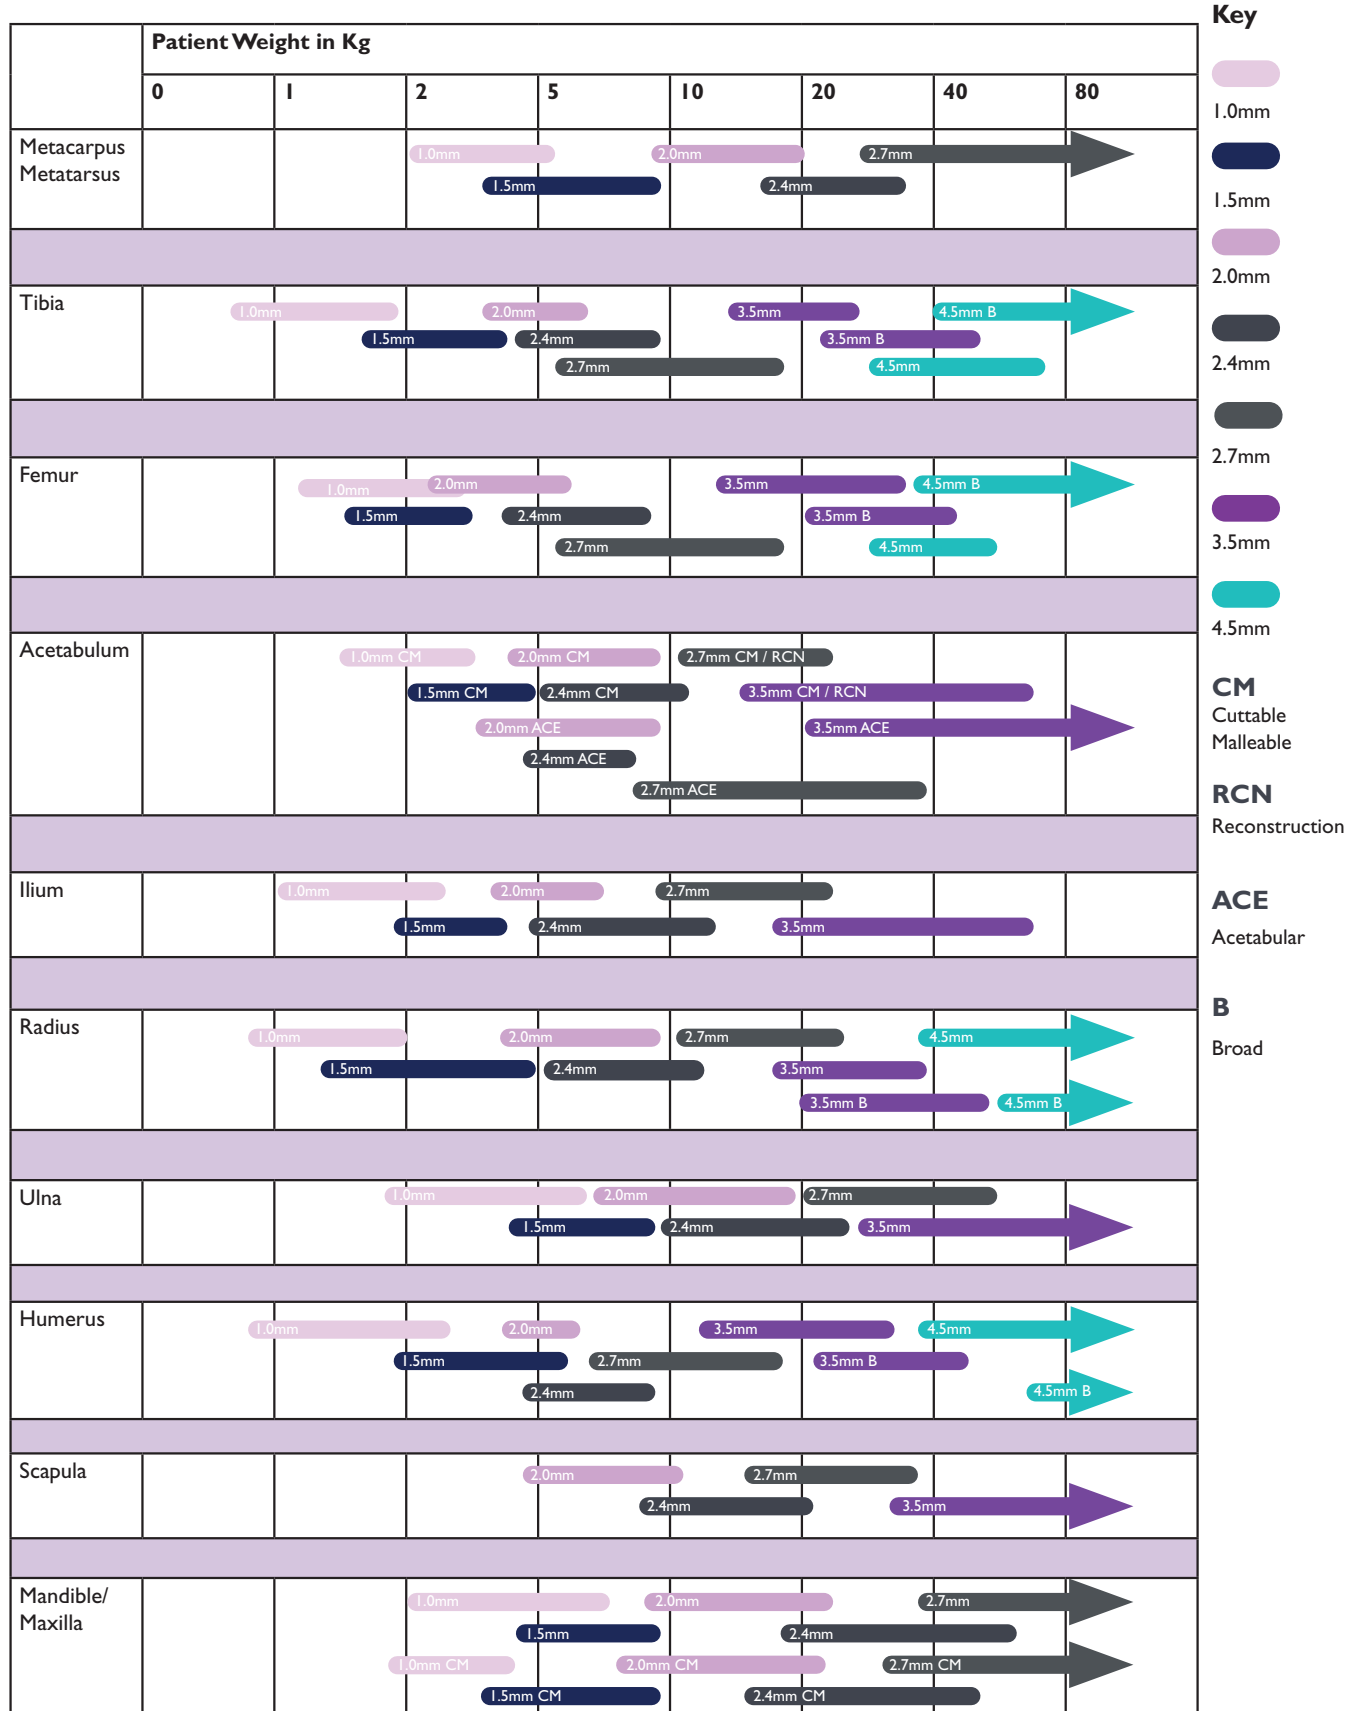 Key
Patient Weight in Kg
0 1 2 5 10 20 40 80
1.0mm
1.5mm
2.0mm
2.4mm
2.7mm
3.5mm
4.5mm
CM
Cuttable
Malleable
RCN
Reconstruction
ACE
Acetabular
B
Broad
Metacarpus
Metatarsus
1.0mm 2.0mm 2.7mm
1.5mm 2.4mm
Tibia
1.0mm 2.0mm 3.5mm 4.5mm B
1.5mm 2.4mm 3.5mm B
2.7mm 4.5mm
Femur
1.0mm 2.0mm 3.5mm 4.5mm B
1.5mm 2.4mm 3.5mm B
2.7mm 4.5mm
Acetabulum
1.0mm CM 2.0mm CM 2.7mm CM / RCN
1.5mm CM 2.4mm CM 3.5mm CM / RCN
2.0mm ACE 3.5mm ACE
2.4mm ACE
2.7mm ACE
Ilium
1.0mm 2.0mm 2.7mm
1.5mm 2.4mm 3.5mm
Radius
1.0mm 2.0mm 2.7mm 4.5mm
1.5mm 2.4mm 3.5mm
3.5mm B 4.5mm B
Ulna
1.0mm 2.0mm 2.7mm
1.5mm 2.4mm 3.5mm
Humerus
1.0mm 2.0mm 3.5mm 4.5mm
1.5mm 2.7mm 3.5mm B
2.4mm 4.5mm B
Scapula
2.0mm 2.7mm
2.4mm 3.5mm
Mandible/
Maxilla
1.0mm 2.0mm 2.7mm
1.5mm 2.4mm
1.0mm CM 2.0mm CM 2.7mm CM
1.5mm CM 2.4mm CM